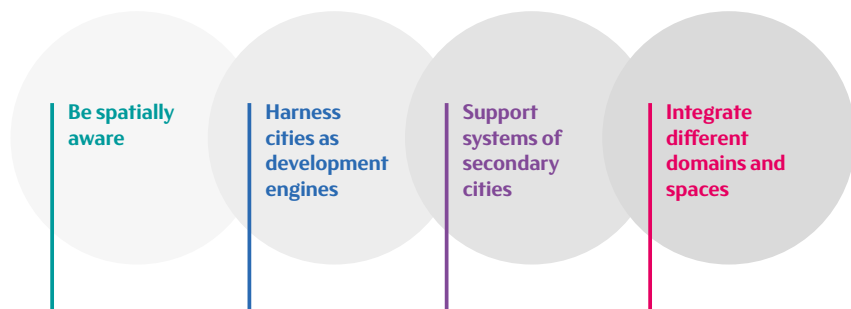 Be spatially
aware
Harness
cities as
development
engines
Support
systems of
secondary
cities
Integrate
different
domains and
spaces